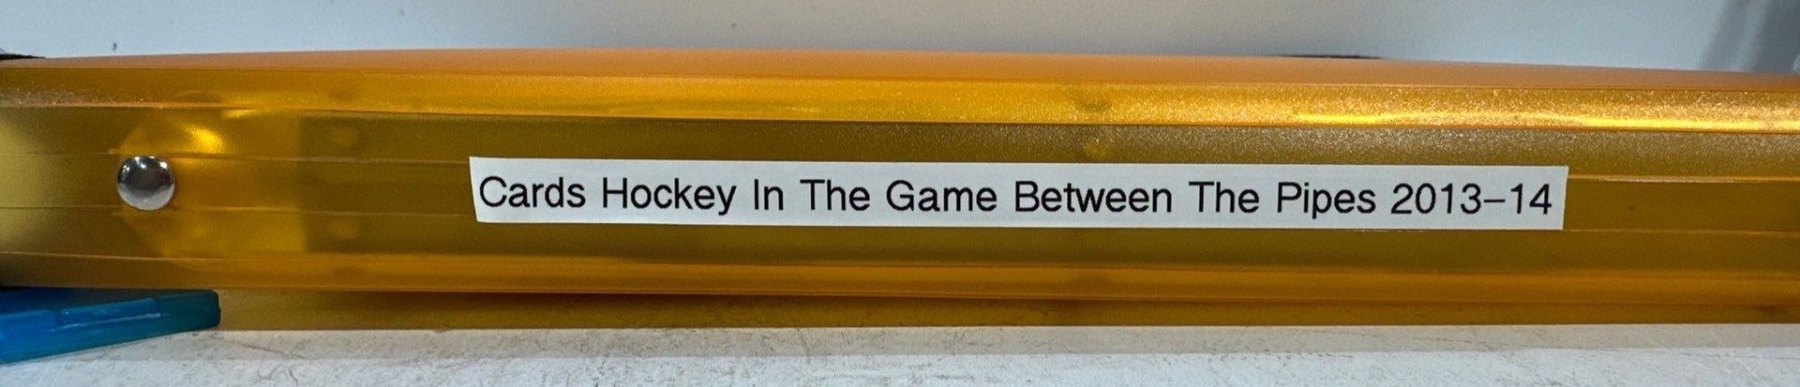 Cards Hockey In The Game Between The Pipes 2013–14